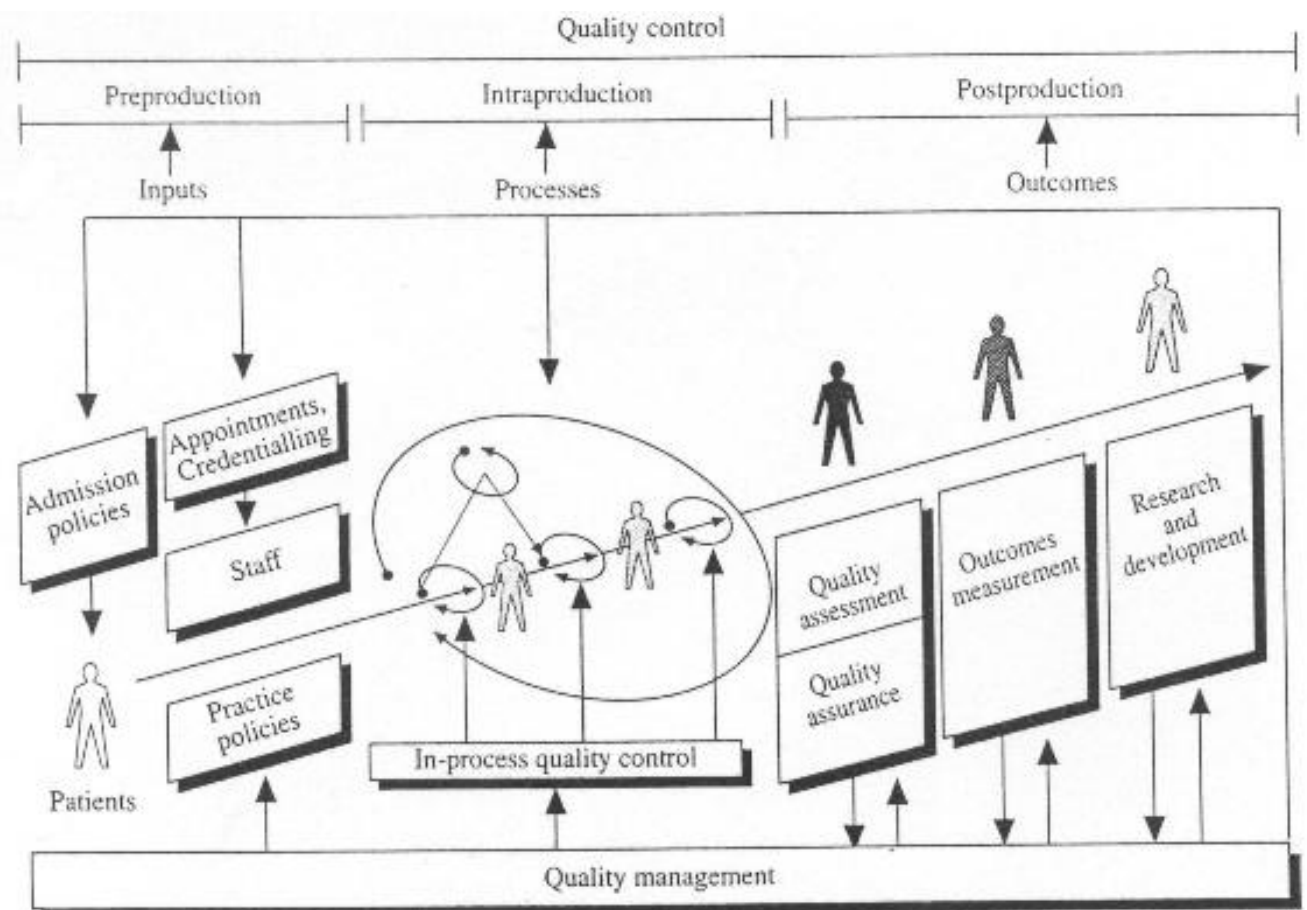 Quality control
Preproduction
Intraproduction
Postproduction
Inputs
Processes
Outcomes
Admission
policies
Appointments,
Credentialling
Staff
Practice
policies
Patients
In-process quality control
Quality
assessment
Quality
assurance
Outcomes
measurement
Research
and
development
Quality management